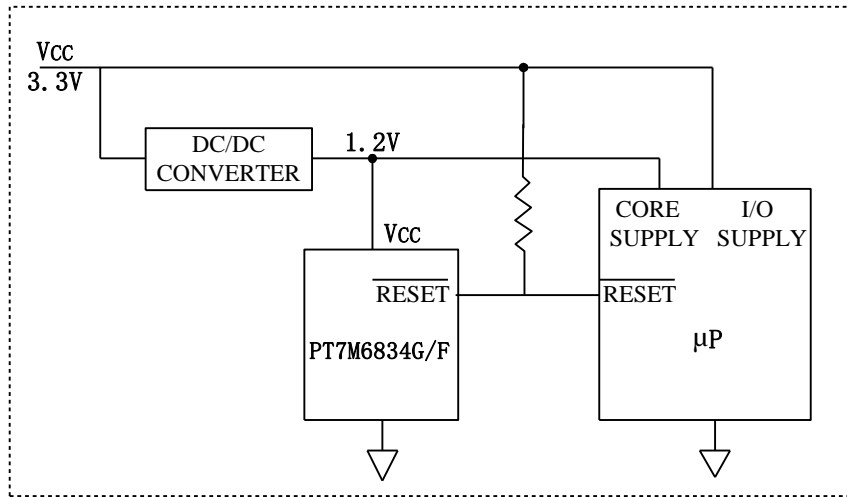 VCC
3.3V
DC/DC
CONVERTER
1.2V
VCC
RESET
PT7M6834G/F
CORE
SUPPLY
I/O
SUPPLY
RESET
µP